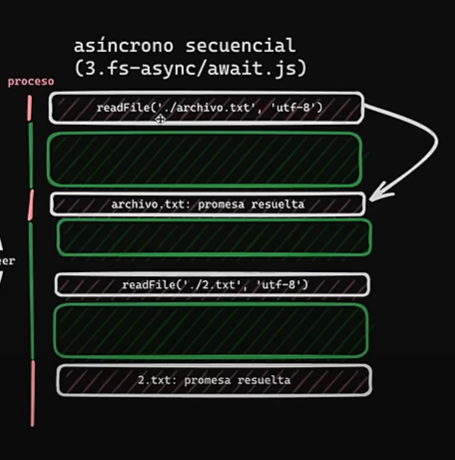 asíncrono secuencial
(3.fs-async/await.js)
proceso
readFile('./archivo.txt', 'utf-8')
archivo.txt: promesa resuelta
eer
readFile('./2.txt', 'utf-8')
2.txt: promesa resuelta